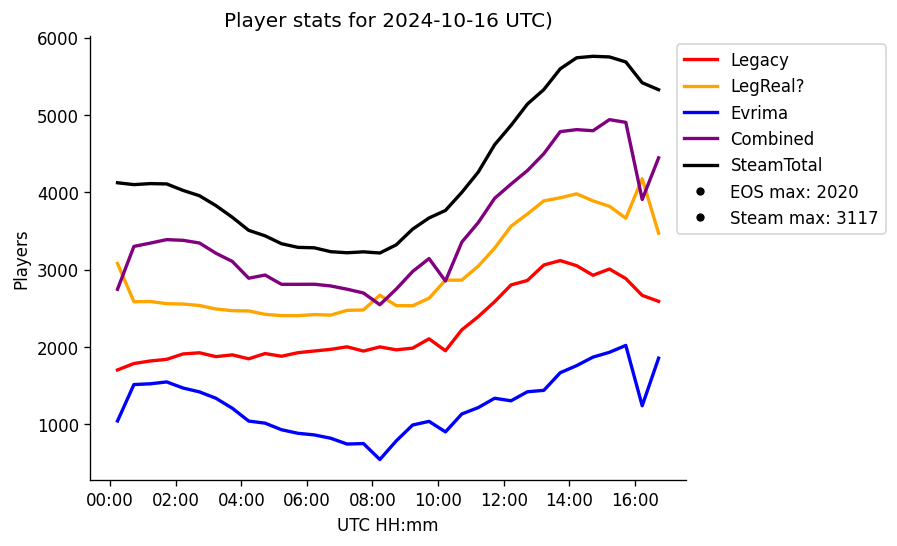 Player stats for 2024-10-16 UTC)
6000
5000
4000
3000
2000
1000
Players
00:00 02:00 04:00 06:00 08:00 10:00 12:00 14:00 16:00
UTC HH:mm
Legacy
LegReal?
Evrima
Combined
SteamTotal
EOS max: 2020
Steam max: 3117